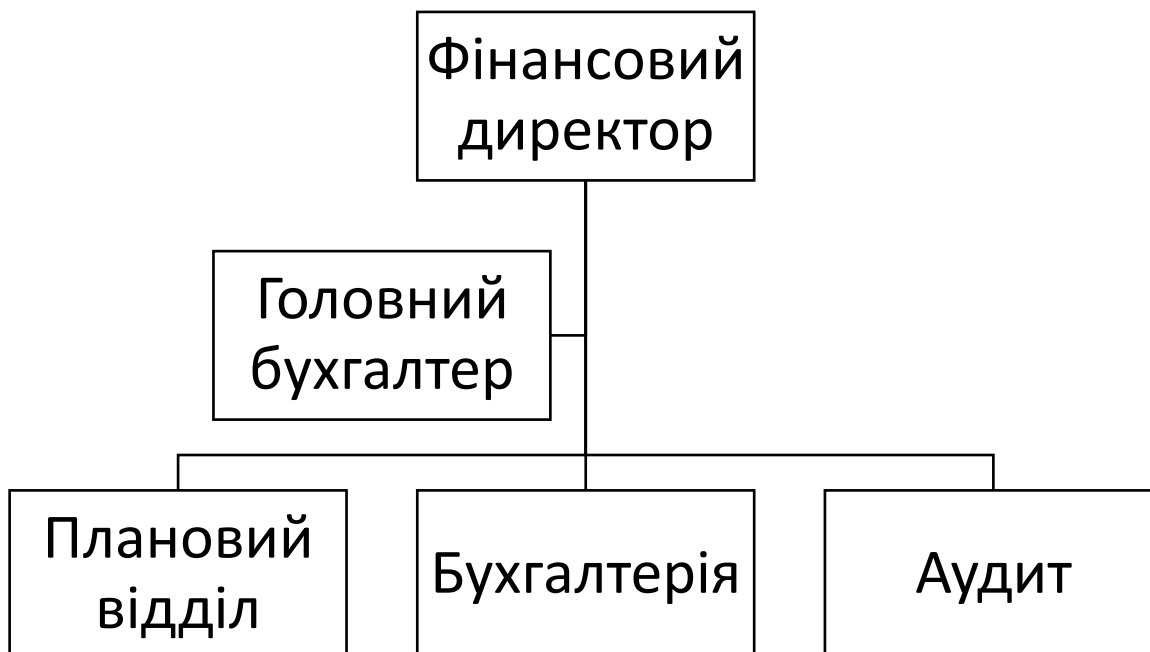 Фінансовий
директор
Головний
бухгалтер
Плановий
відділ
Бухгалтерія
Аудит